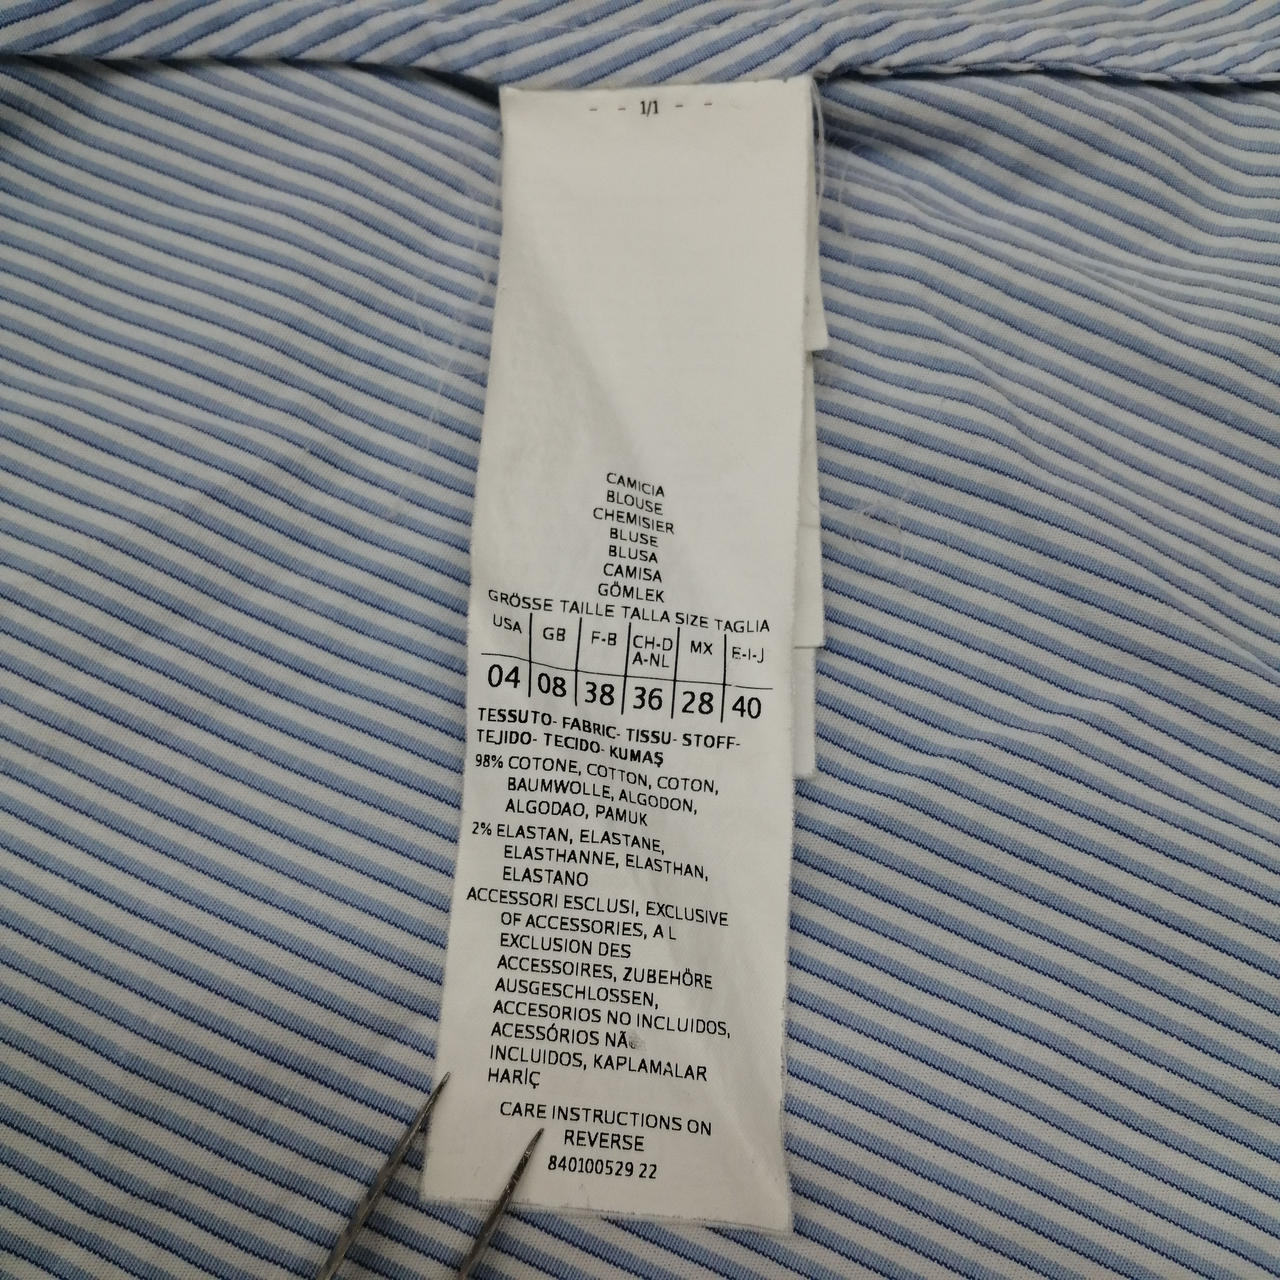 - - 1/1 - -
CAMICIA
BLOUSE
CHEMISIER
BLUSE
BLUSA
CAMISA
GÖMLEK
GRÖSSE TAILLE TALLA SIZE TAGLIA
USA GB F-B CH-D A-NL MX E-I-J
04 08 38 36 28 40
TESSUTO- FABRIC- TISSU- STOFF-
TEJIDO- TECIDO- KUMAŞ
98% COTONE, COTTON, COTON,
BAUMWOLLE, ALGODON,
ALGODAO, PAMUK
2% ELASTAN, ELASTANE,
ELASTHANNE, ELASTHAN,
ELASTANO
ACCESSORI ESCLUSI, EXCLUSIVE
OF ACCESSORIES, A L
EXCLUSION DES
ACCESSOIRES, ZUBEHÖRE
AUSGESCHLOSSEN,
ACCESORIOS NO INCLUIDOS,
ACESSÓRIOS
INCLUIDOS, KAPLAMALAR
HARİÇ
CARE INSTRUCTIONS ON
REVERSE
840100529 22